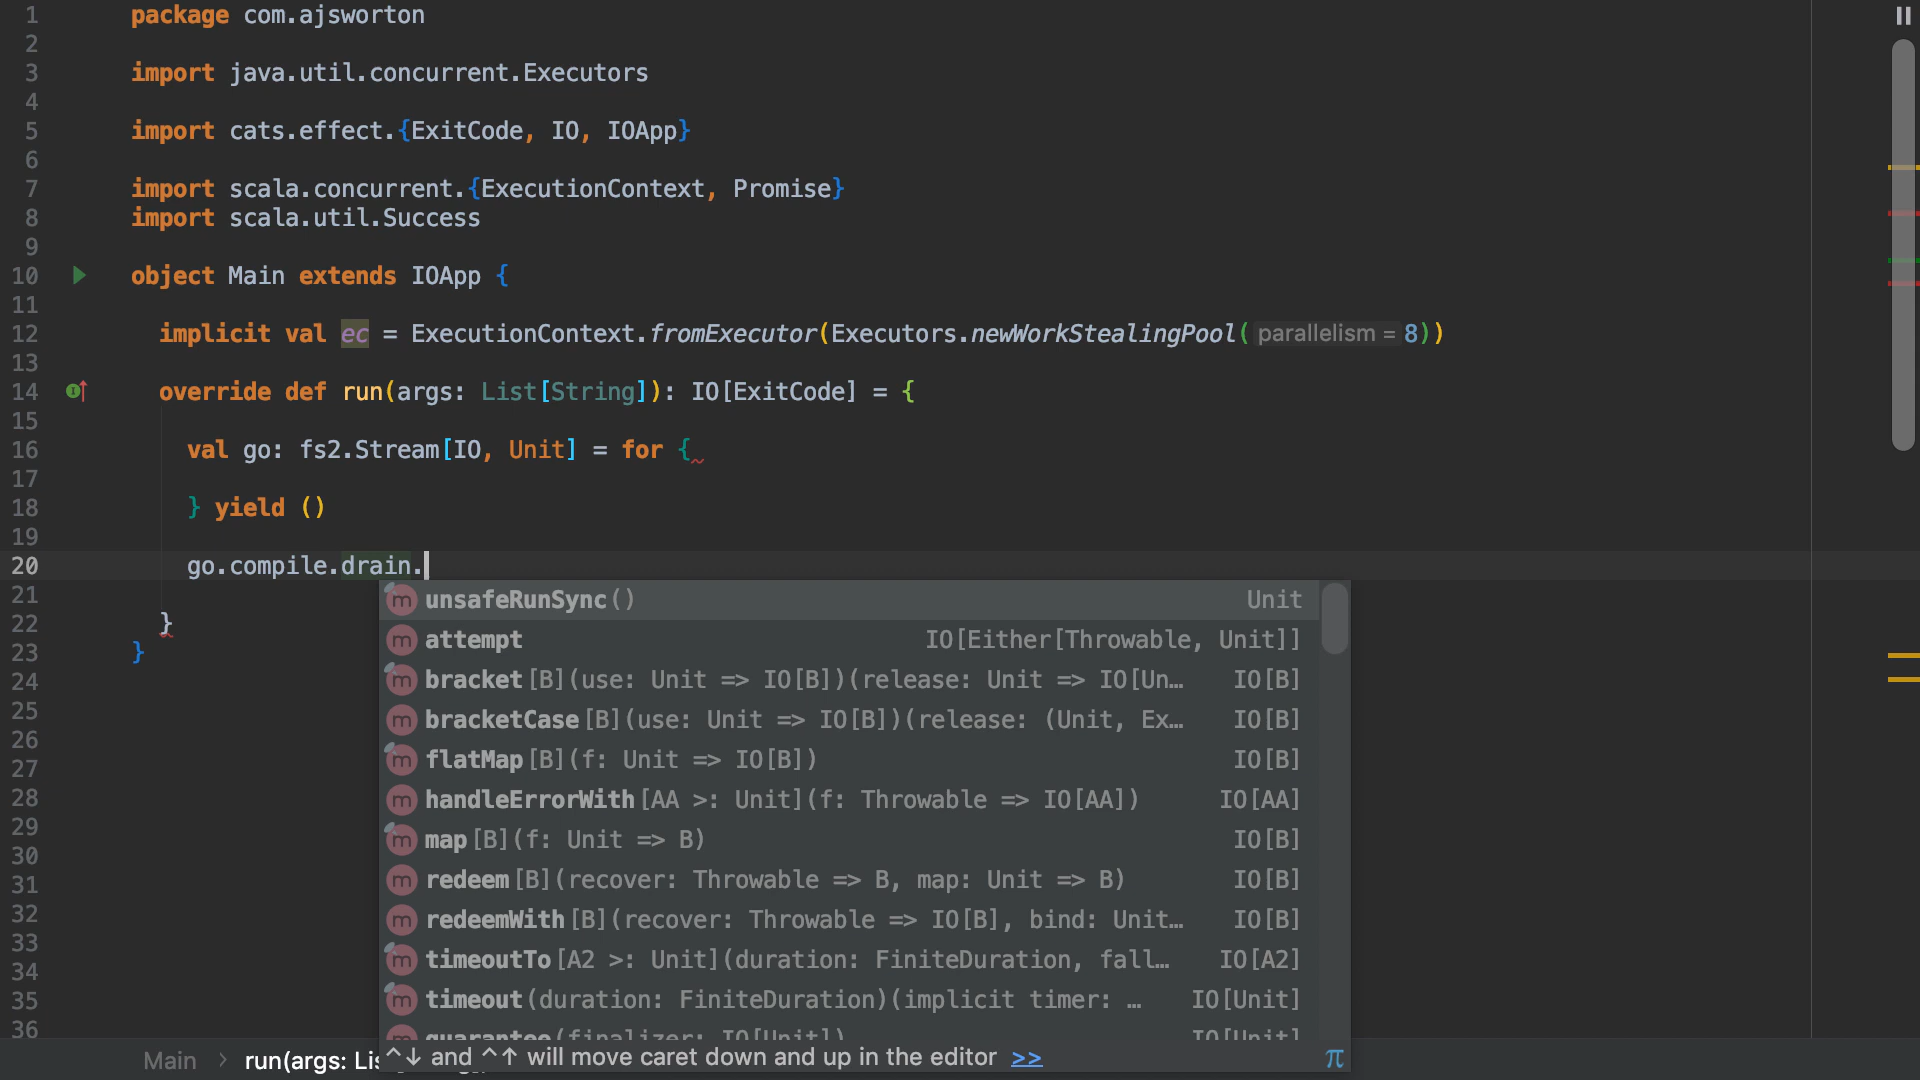 1 package com.ajsworton
2
3 import java.util.concurrent.Executors
4
5 import cats.effect.{ExitCode, IO, IOApp}
6
7 import scala.concurrent.{ExecutionContext, Promise}
8 import scala.util.Success
9
10 object Main extends IOApp {
11
12 implicit val ec = ExecutionContext.fromExecutor(Executors.newWorkStealingPool( parallelism = 8))
13
14 override def run(args: List[String]): IO[ExitCode] = {
15
16 val go: fs2.Stream[IO, Unit] = for {
17
18 } yield ()
19
20 go.compile.drain.
21
22 }
23 }
24
25
26
27
28
29
30
31
32
33
34
35
36
m unsafeRunSync() Unit
m attempt IO[Either[Throwable, Unit]]
m bracket[B](use: Unit => IO[B])(release: Unit => IO[Un… IO[B]
m bracketCase[B](use: Unit => IO[B])(release: (Unit, Ex… IO[B]
m flatMap[B](f: Unit => IO[B]) IO[B]
m handleErrorWith[AA >: Unit](f: Throwable => IO[AA]) IO[AA]
m map[B](f: Unit => B) IO[B]
m redeem[B](recover: Throwable => B, map: Unit => B) IO[B]
m redeemWith[B](recover: Throwable => IO[B], bind: Unit… IO[B]
m timeoutTo[A2 >: Unit](duration: FiniteDuration, fall… IO[A2]
m timeout(duration: FiniteDuration)(implicit timer: … IO[Unit]
m guarantee(finalizer: IO[Unit]) IO[Unit]
^↓ and ^↑ will move caret down and up in the editor >> π
Main > run(args: Lis